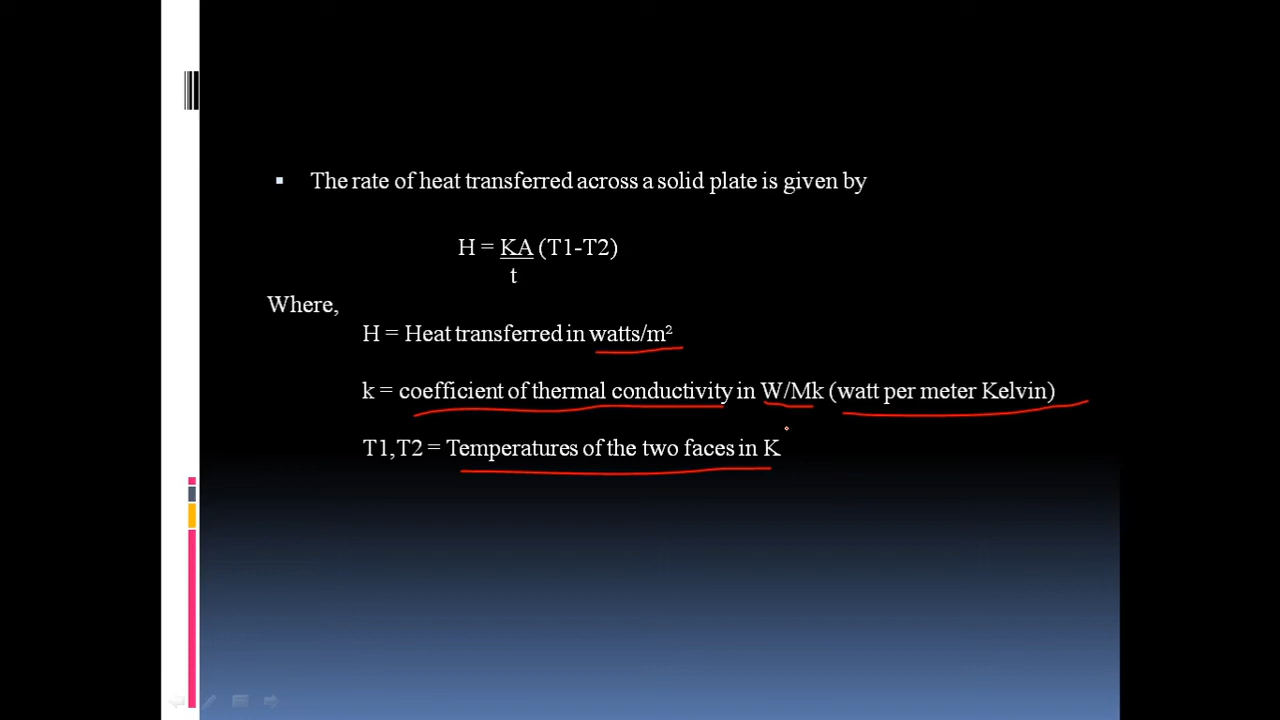 ▪ The rate of heat transferred across a solid plate is given by
H = KA (T1-T2)
t
Where,
H = Heat transferred in watts/m²
k = coefficient of thermal conductivity in W/Mk (watt per meter Kelvin)
T1,T2 = Temperatures of the two faces in K